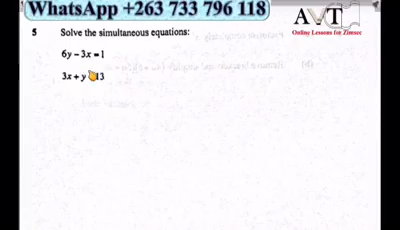 WhatsApp +263 733 796 118
AVT
Online Lessons for Zimsec
5 Solve the simultaneous equations:
6y – 3x = 1
3x + y 13